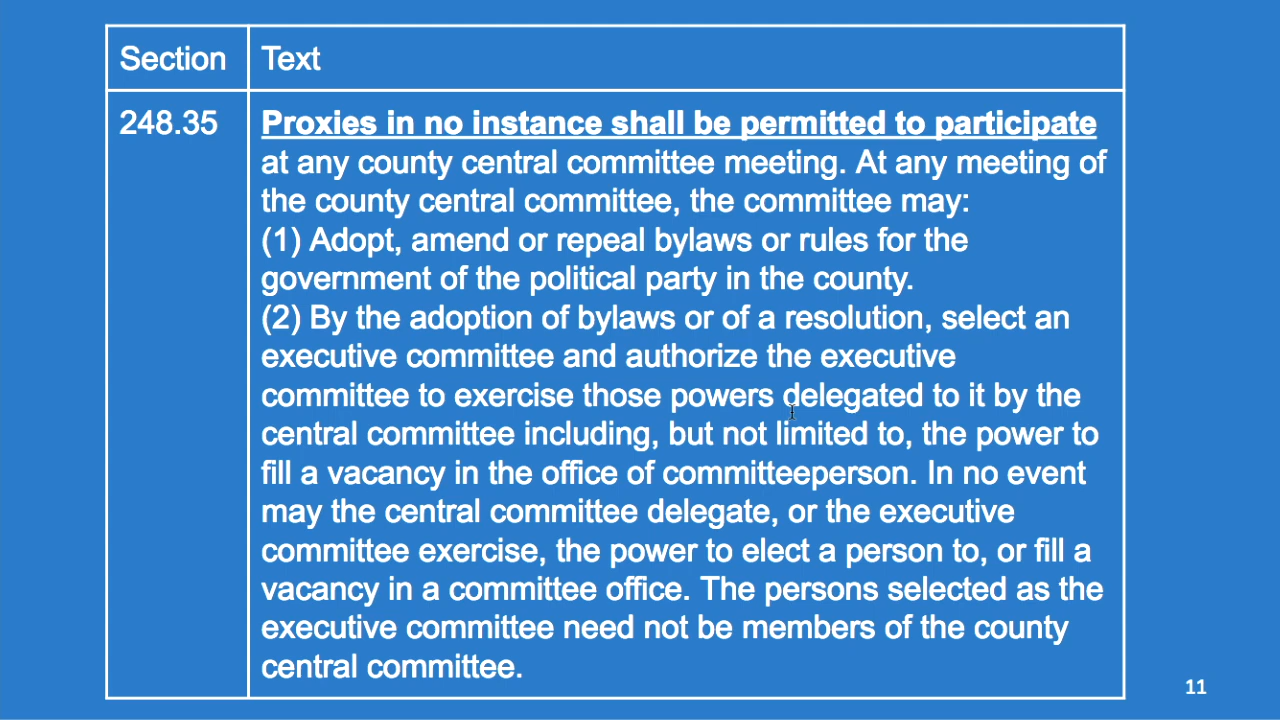 Section Text
248.35 Proxies in no instance shall be permitted to participate
at any county central committee meeting. At any meeting of
the county central committee, the committee may:
(1) Adopt, amend or repeal bylaws or rules for the
government of the political party in the county.
(2) By the adoption of bylaws or of a resolution, select an
executive committee and authorize the executive
committee to exercise those powers delegated to it by the
central committee including, but not limited to, the power to
fill a vacancy in the office of committeeperson. In no event
may the central committee delegate, or the executive
committee exercise, the power to elect a person to, or fill a
vacancy in a committee office. The persons selected as the
executive committee need not be members of the county
central committee.
11